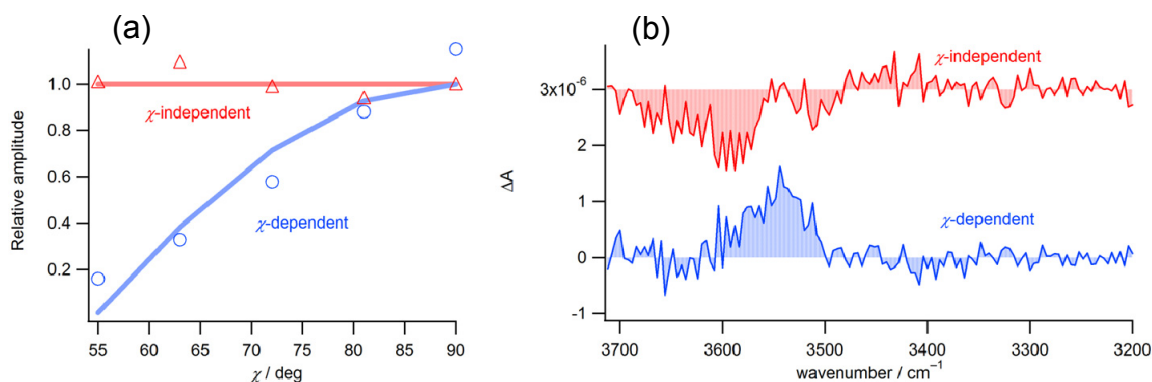 (a)
Relative amplitude
1.0
0.8
0.6
0.4
0.2
χ-independent
χ-dependent
55 60 65 70 75 80 85 90
χ / deg
(b)
ΔA
3x10⁻⁶
2
1
0
-1
χ-independent
χ-dependent
3700 3600 3500 3400 3300 3200
wavenumber / cm⁻¹